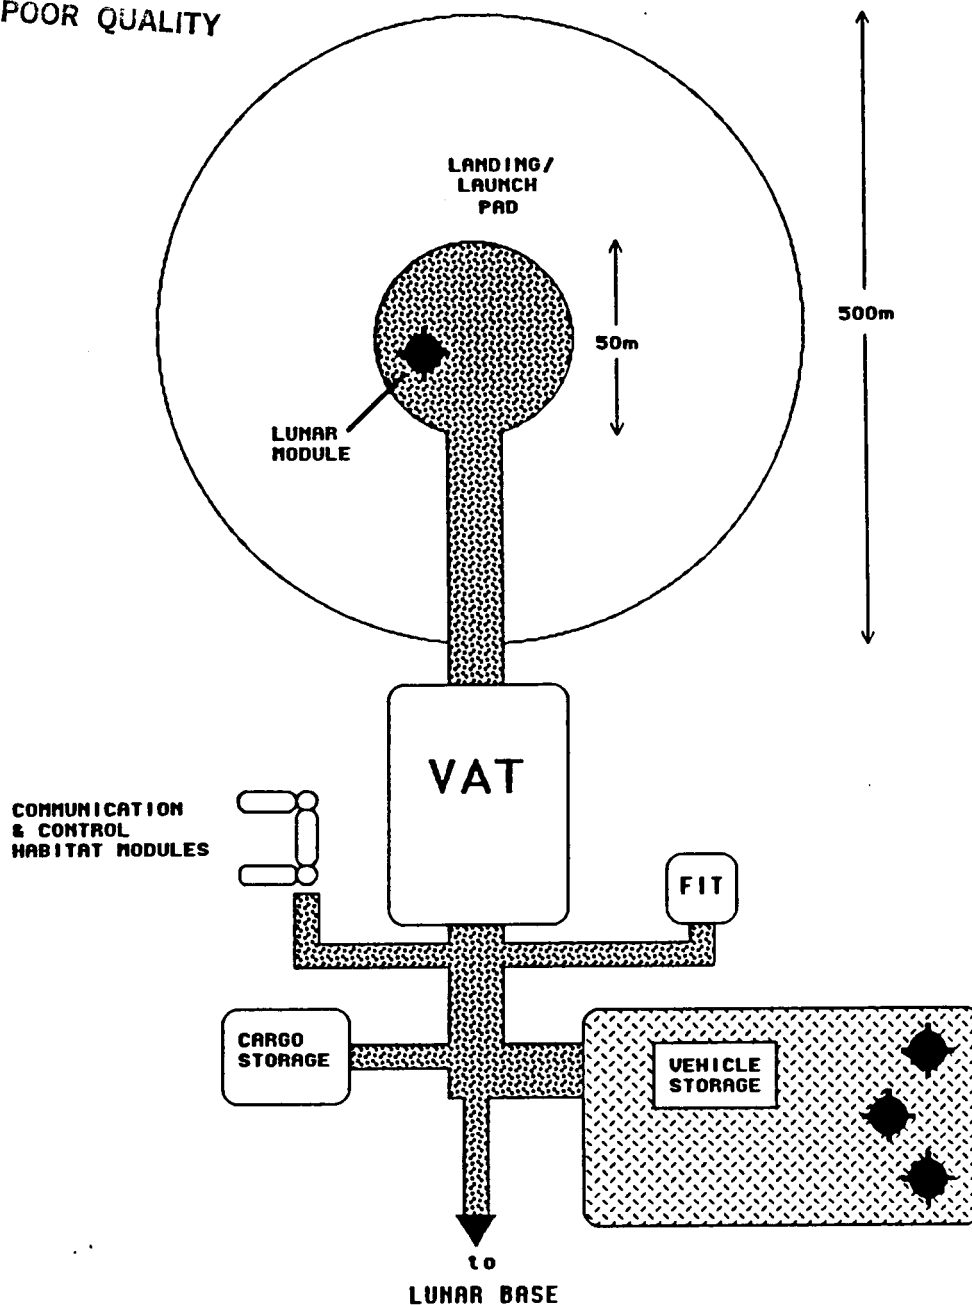 POOR QUALITY
LANDING/
LAUNCH
PAD
500m
50m
LUNAR
MODULE
VAT
COMMUNICATION
& CONTROL
HABITAT MODULES
FIT
CARGO
STORAGE
VEHICLE
STORAGE
to
LUNAR BASE